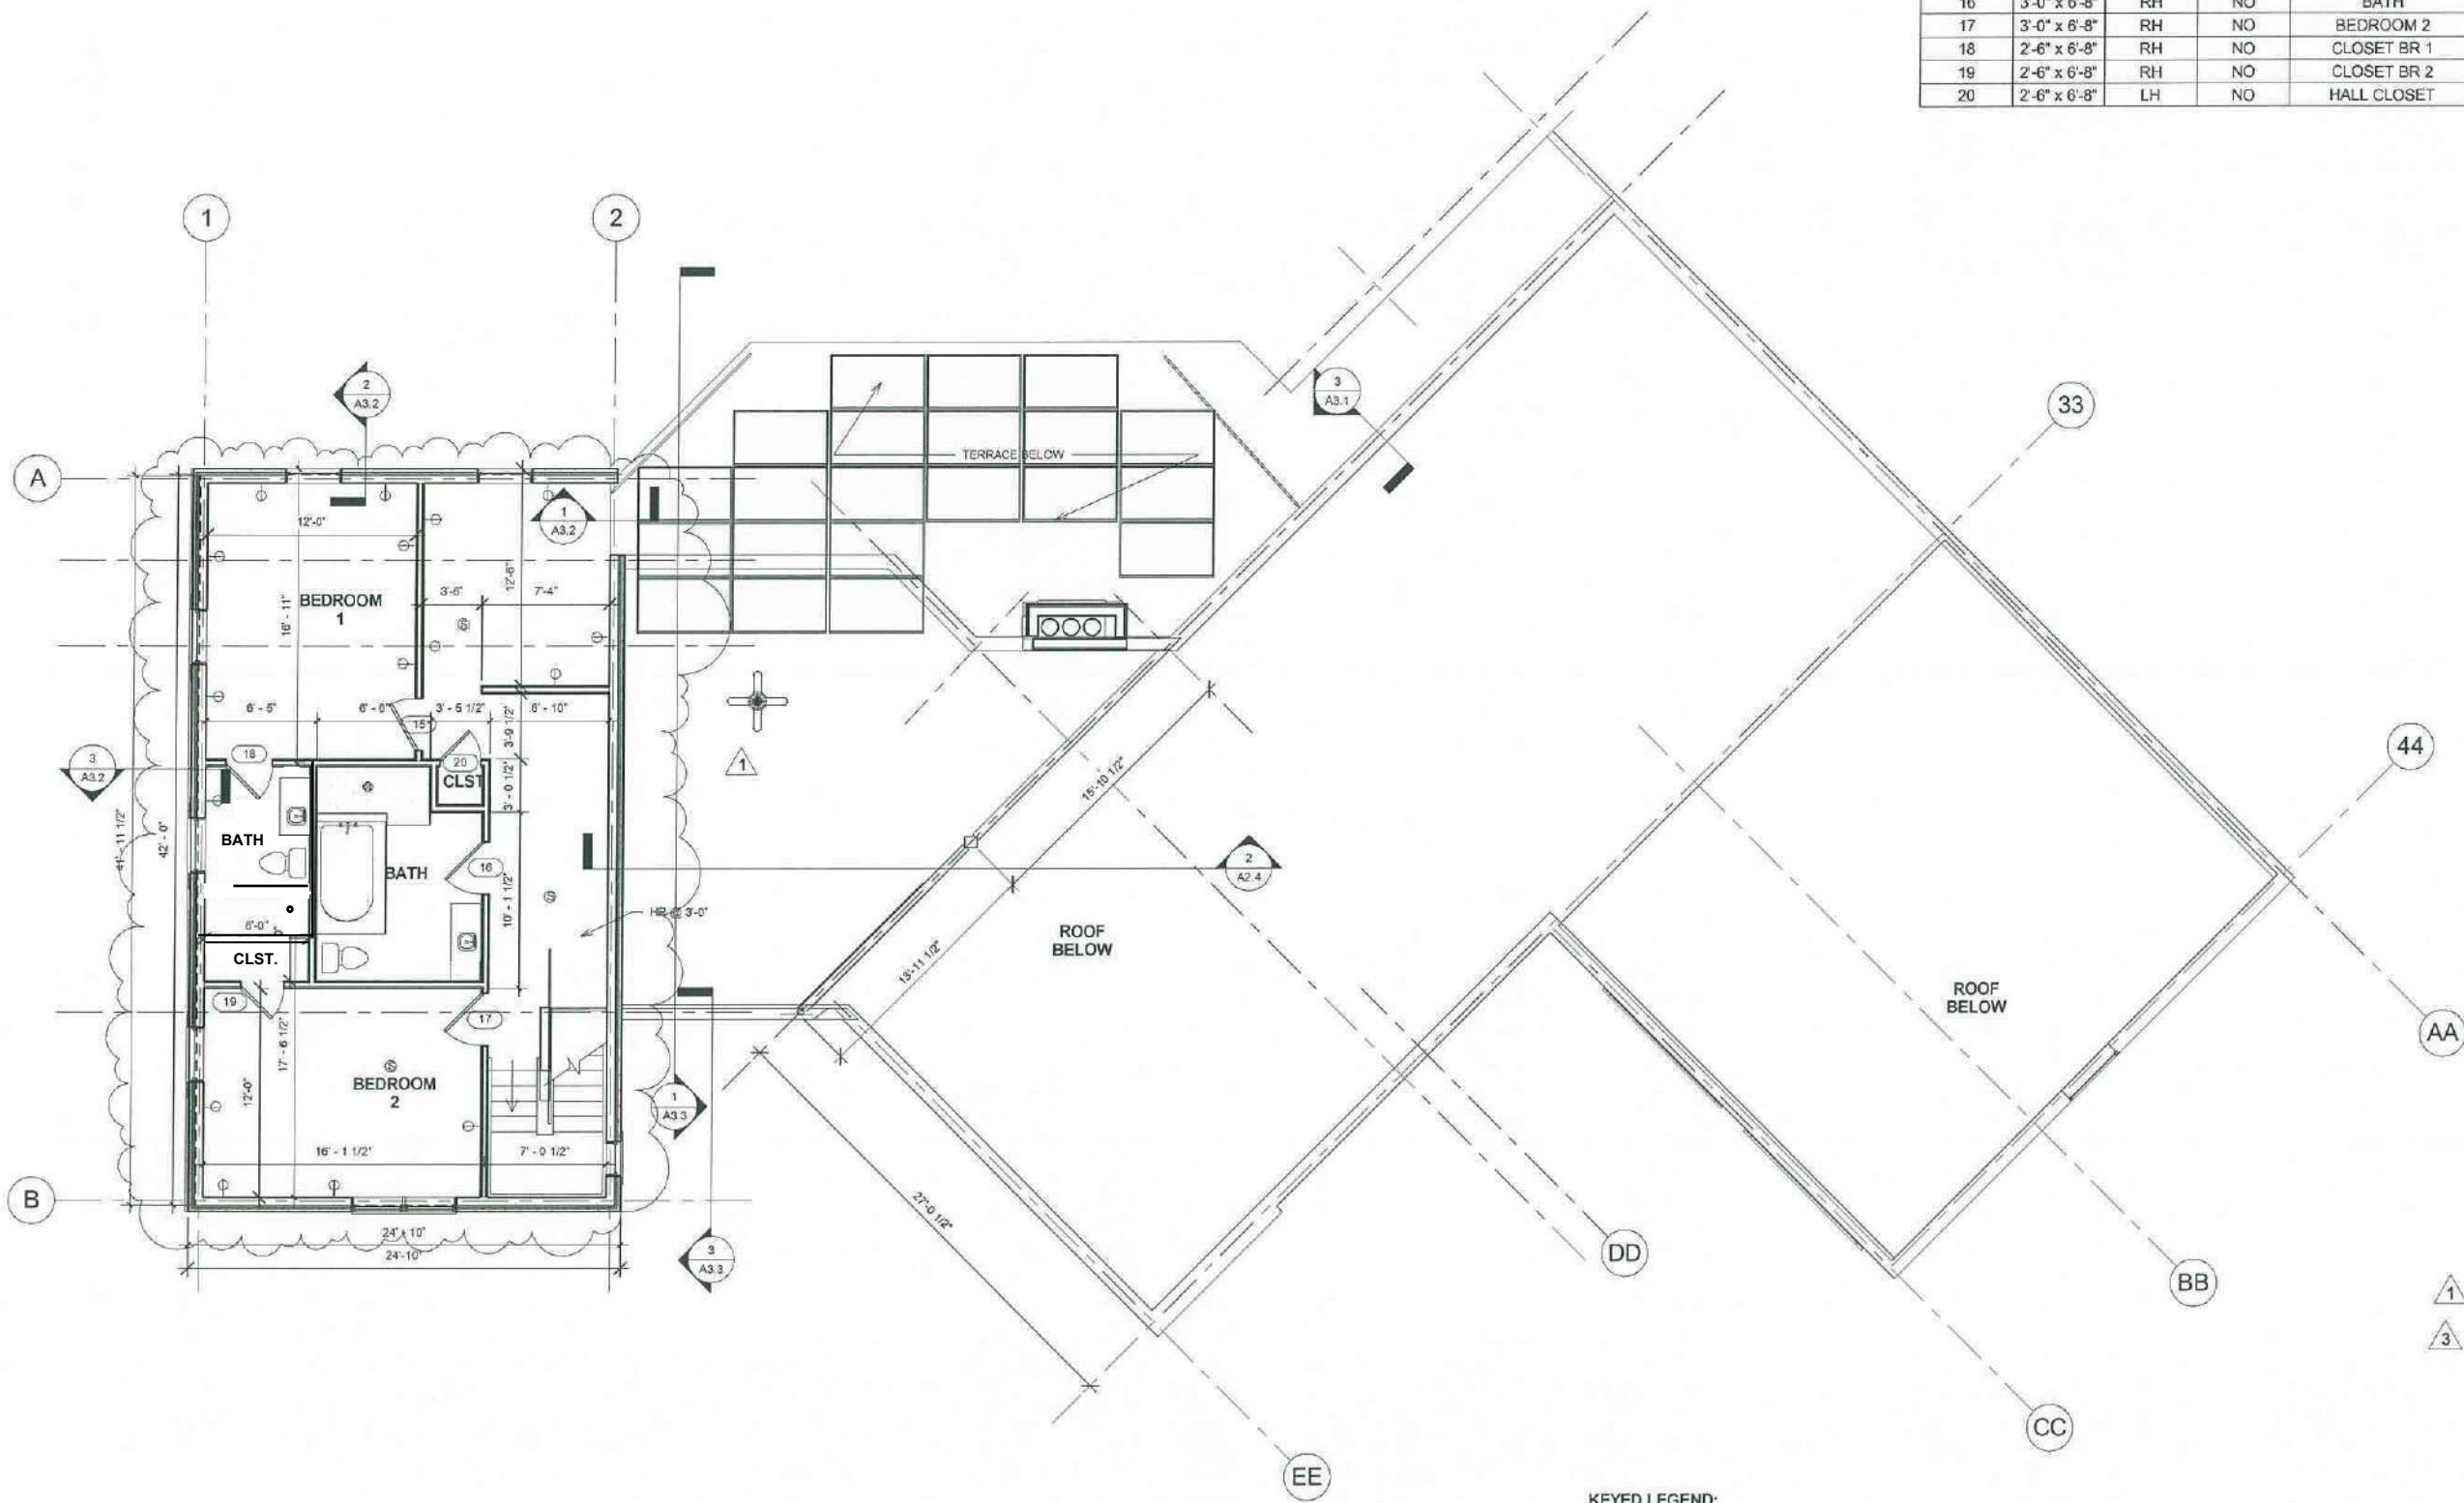 16 3'-0" x 6'-8" RH NO BATH
17 3'-0" x 6'-8" RH NO BEDROOM 2
18 2'-6" x 6'-8" RH NO CLOSET BR 1
19 2'-6" x 6'-8" RH NO CLOSET BR 2
20 2'-6" x 6'-8" LH NO HALL CLOSET
1
2
2
A3.2
3
A3.1
33
A
TERRACE BELOW
12'-0"
1
A3.2
12'-6"
3'-6"
7'-4"
BEDROOM
1
16' - 11"
6' - 5"
6' - 6"
3' - 5 1/2"
6' - 10"
15
3'-9 1/2"
18
20
CLST
3' - 0 1/2"
3
A3.2
1
44
15'-10 1/2"
41' - 11 1/2"
42' - 0"
BATH
BATH
16
10' - 1 1/2"
2
A2.4
HR @ 3'-0"
6'-0"
CLST.
ROOF
BELOW
13'-11 1/2"
19
17
17' - 6 1/2"
12'-0"
BEDROOM
2
ROOF
BELOW
AA
1
A3.3
16' - 1 1/2"
7' - 0 1/2"
B
27'-0 1/2"
24' - 10"
24'-10"
3
A3.3
DD
BB
1
3
CC
EE
KEYED LEGEND: